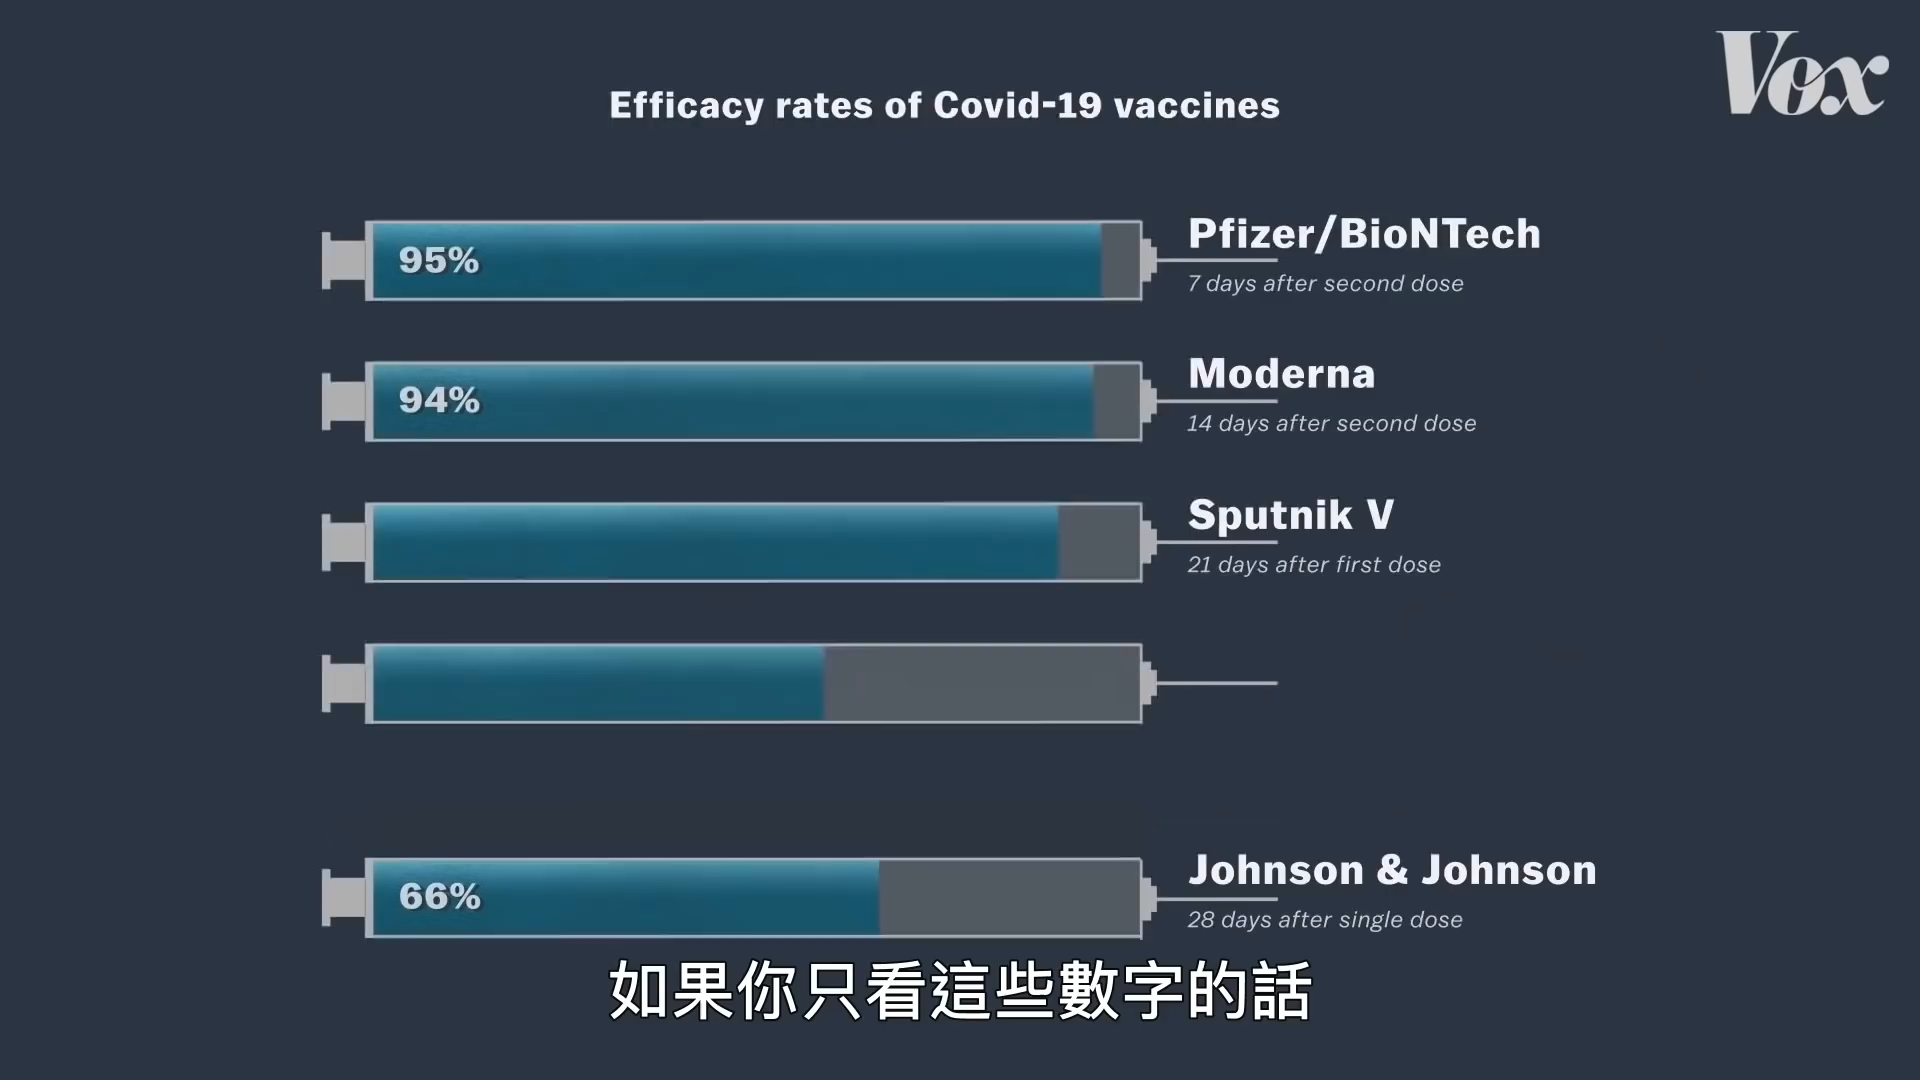 Vox
Efficacy rates of Covid-19 vaccines
95%
Pfizer/BioNTech
7 days after second dose
94%
Moderna
14 days after second dose
Sputnik V
21 days after first dose
66%
Johnson & Johnson
28 days after single dose
如果你只看這些數字的話